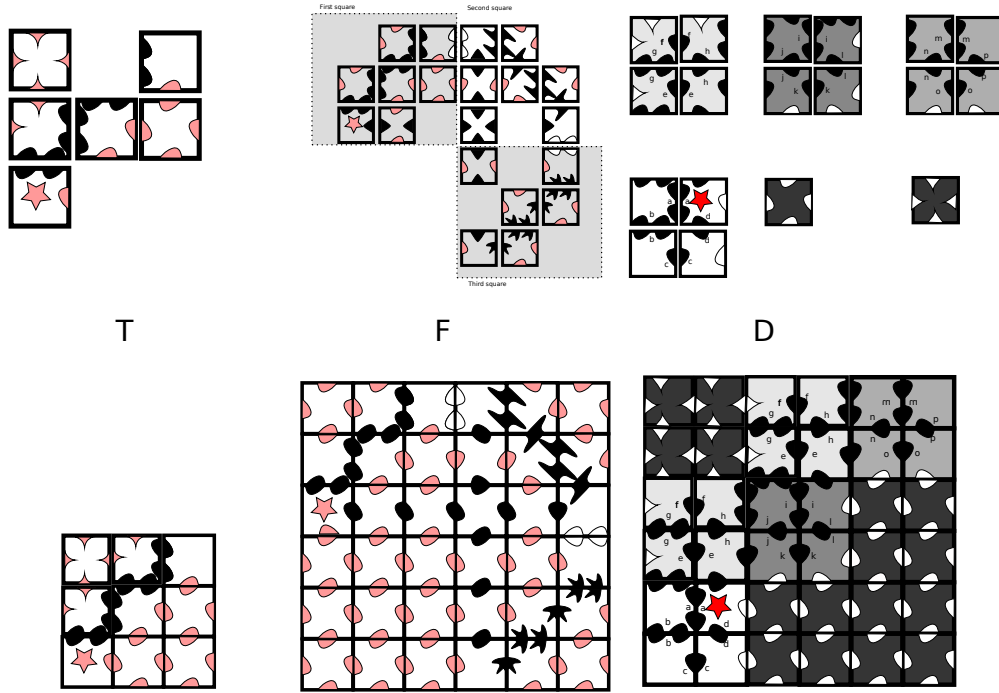 First square
Second square
f f
g h
g e e
i i
j l
j k k l
m m
n p
n o o p
a a
b d
b d
c c
Third square
T
F
D
f f
g h
g e e h
m m
n p
n o o p
f f
g h
g e e h
i i
j l
j k k l
a a
b d
b d
c c